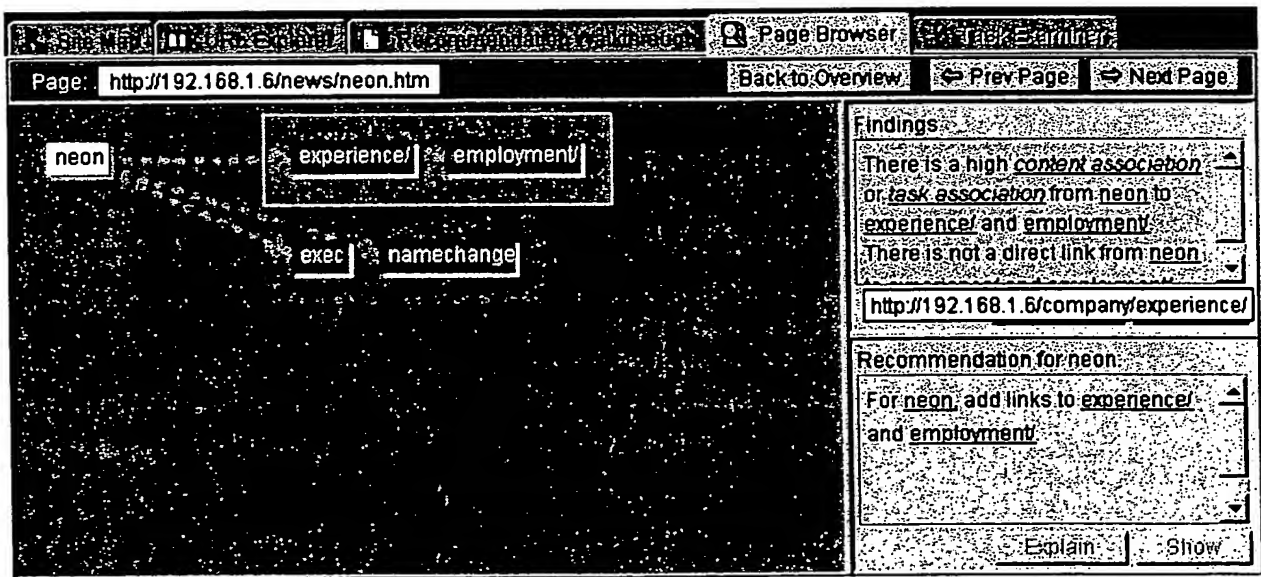 Site Map
Recommendation
Page Browser
Page: http://192.168.1.6/news/neon.htm
Back to Overview
Prev Page
Next Page
neon
experience/
employment/
exec
namechange
Findings
There is a high content association
or task association from neon to
experience/ and employment/
There is not a direct link from neon
http://192.168.1.6/company/experience/
Recommendation for neon
For neon, add links to experience/
and employment/
Explain
Show